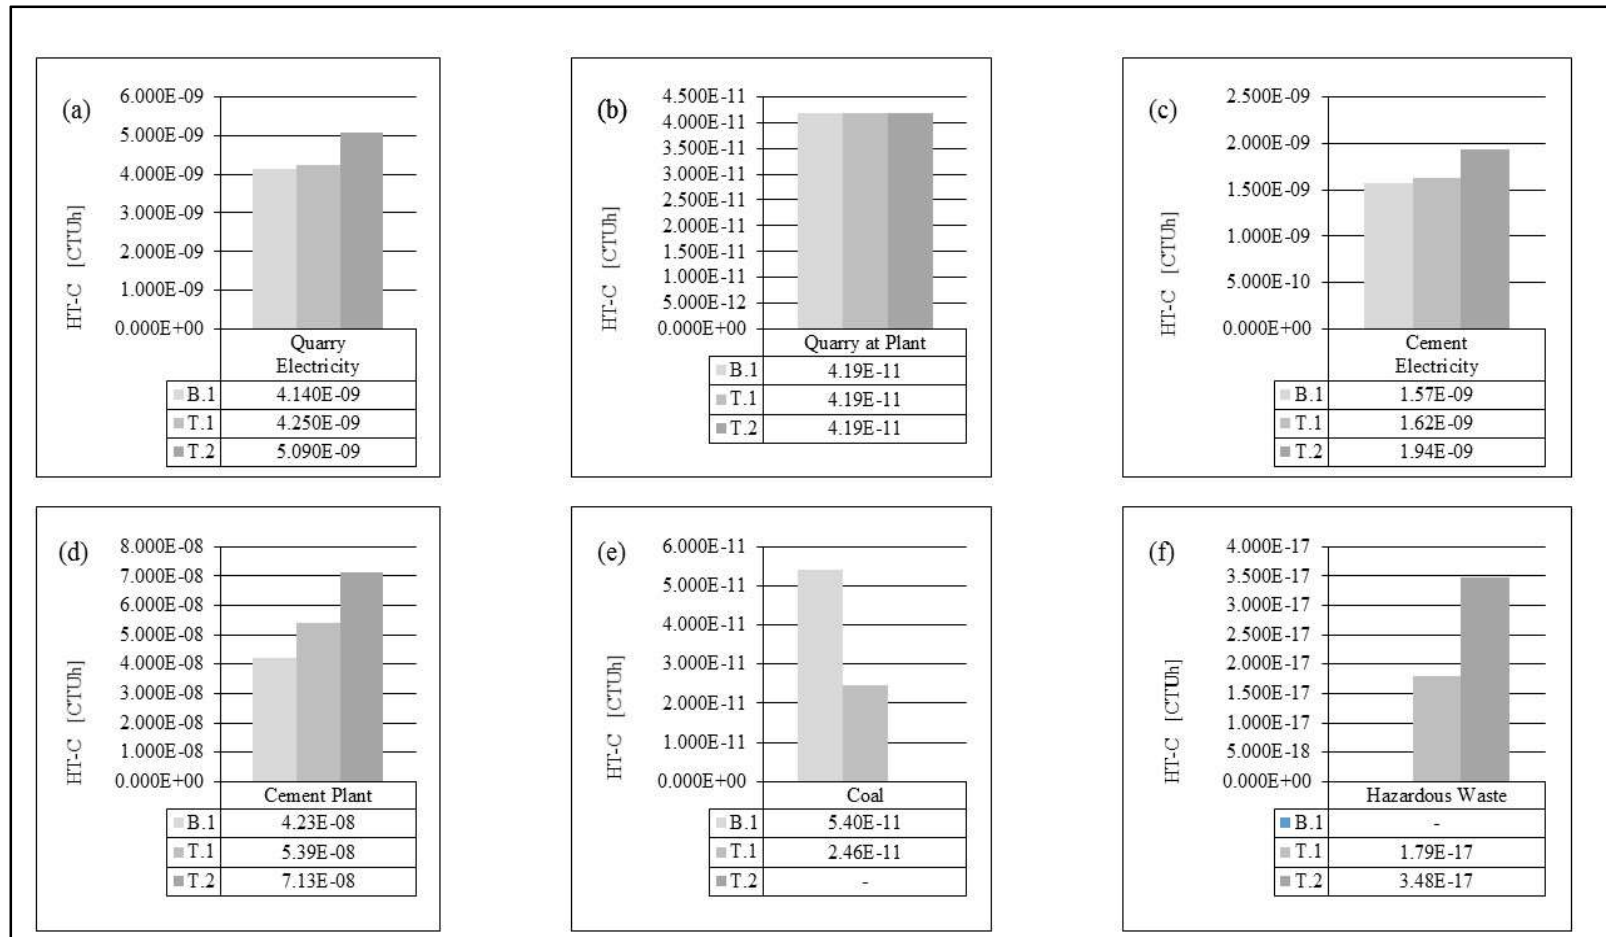 (a)
HT-C [CTUh]
6.000E-09
5.000E-09
4.000E-09
3.000E-09
2.000E-09
1.000E-09
0.000E+00
Quarry
Electricity
B.1 4.140E-09
T.1 4.250E-09
T.2 5.090E-09
(b)
HT-C [CTUh]
4.500E-11
4.000E-11
3.500E-11
3.000E-11
2.500E-11
2.000E-11
1.500E-11
1.000E-11
5.000E-12
0.000E+00
Quarry at Plant
B.1 4.19E-11
T.1 4.19E-11
T.2 4.19E-11
(c)
HT-C [CTUh]
2.500E-09
2.000E-09
1.500E-09
1.000E-09
5.000E-10
0.000E+00
Cement
Electricity
B.1 1.57E-09
T.1 1.62E-09
T.2 1.94E-09
(d)
HT-C [CTUh]
8.000E-08
7.000E-08
6.000E-08
5.000E-08
4.000E-08
3.000E-08
2.000E-08
1.000E-08
0.000E+00
Cement Plant
B.1 4.23E-08
T.1 5.39E-08
T.2 7.13E-08
(e)
HT-C [CTUh]
6.000E-11
5.000E-11
4.000E-11
3.000E-11
2.000E-11
1.000E-11
0.000E+00
Coal
B.1 5.40E-11
T.1 2.46E-11
T.2 -
(f)
HT-C [CTUh]
4.000E-17
3.500E-17
3.000E-17
2.500E-17
2.000E-17
1.500E-17
1.000E-17
5.000E-18
0.000E+00
Hazardous Waste
B.1 -
T.1 1.79E-17
T.2 3.48E-17